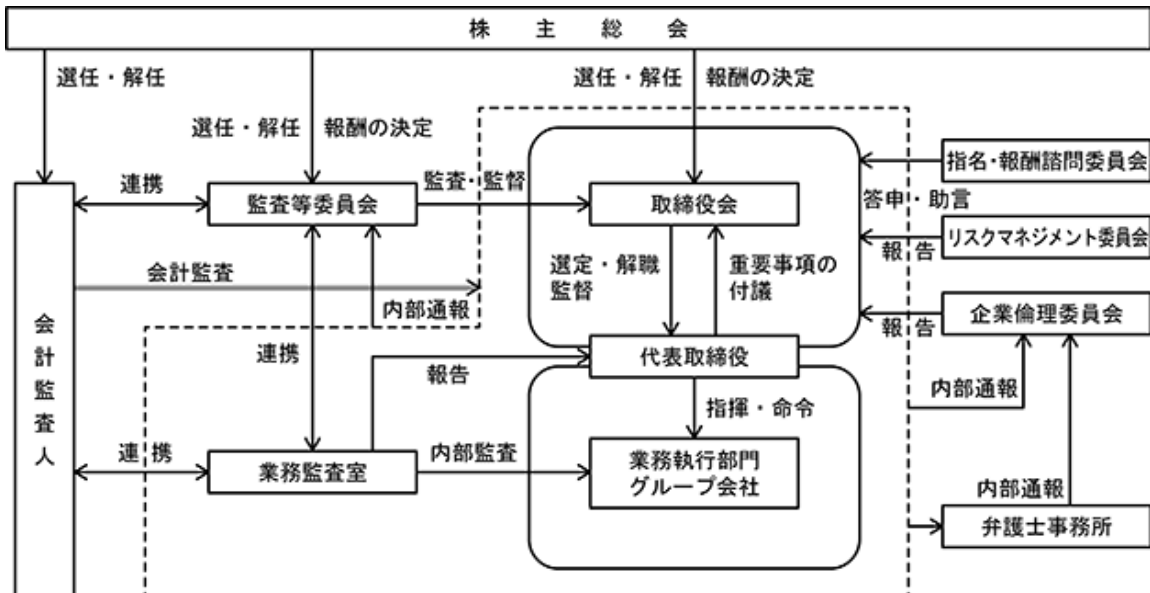 株主総会
選任・解任
選任・解任
報酬の決定
選任・解任
報酬の決定
指名・報酬諮問委員会
連携
監査等委員会
監査・監督
取締役会
答申・助言
リスクマネジメント委員会
報告
会計監査
内部通報
選定・解職
監督
重要事項の
付議
企業倫理委員会
報告
会計監査人
連携
報告
代表取締役
内部通報
指揮・命令
連携
業務監査室
内部監査
業務執行部門
グループ会社
内部通報
弁護士事務所